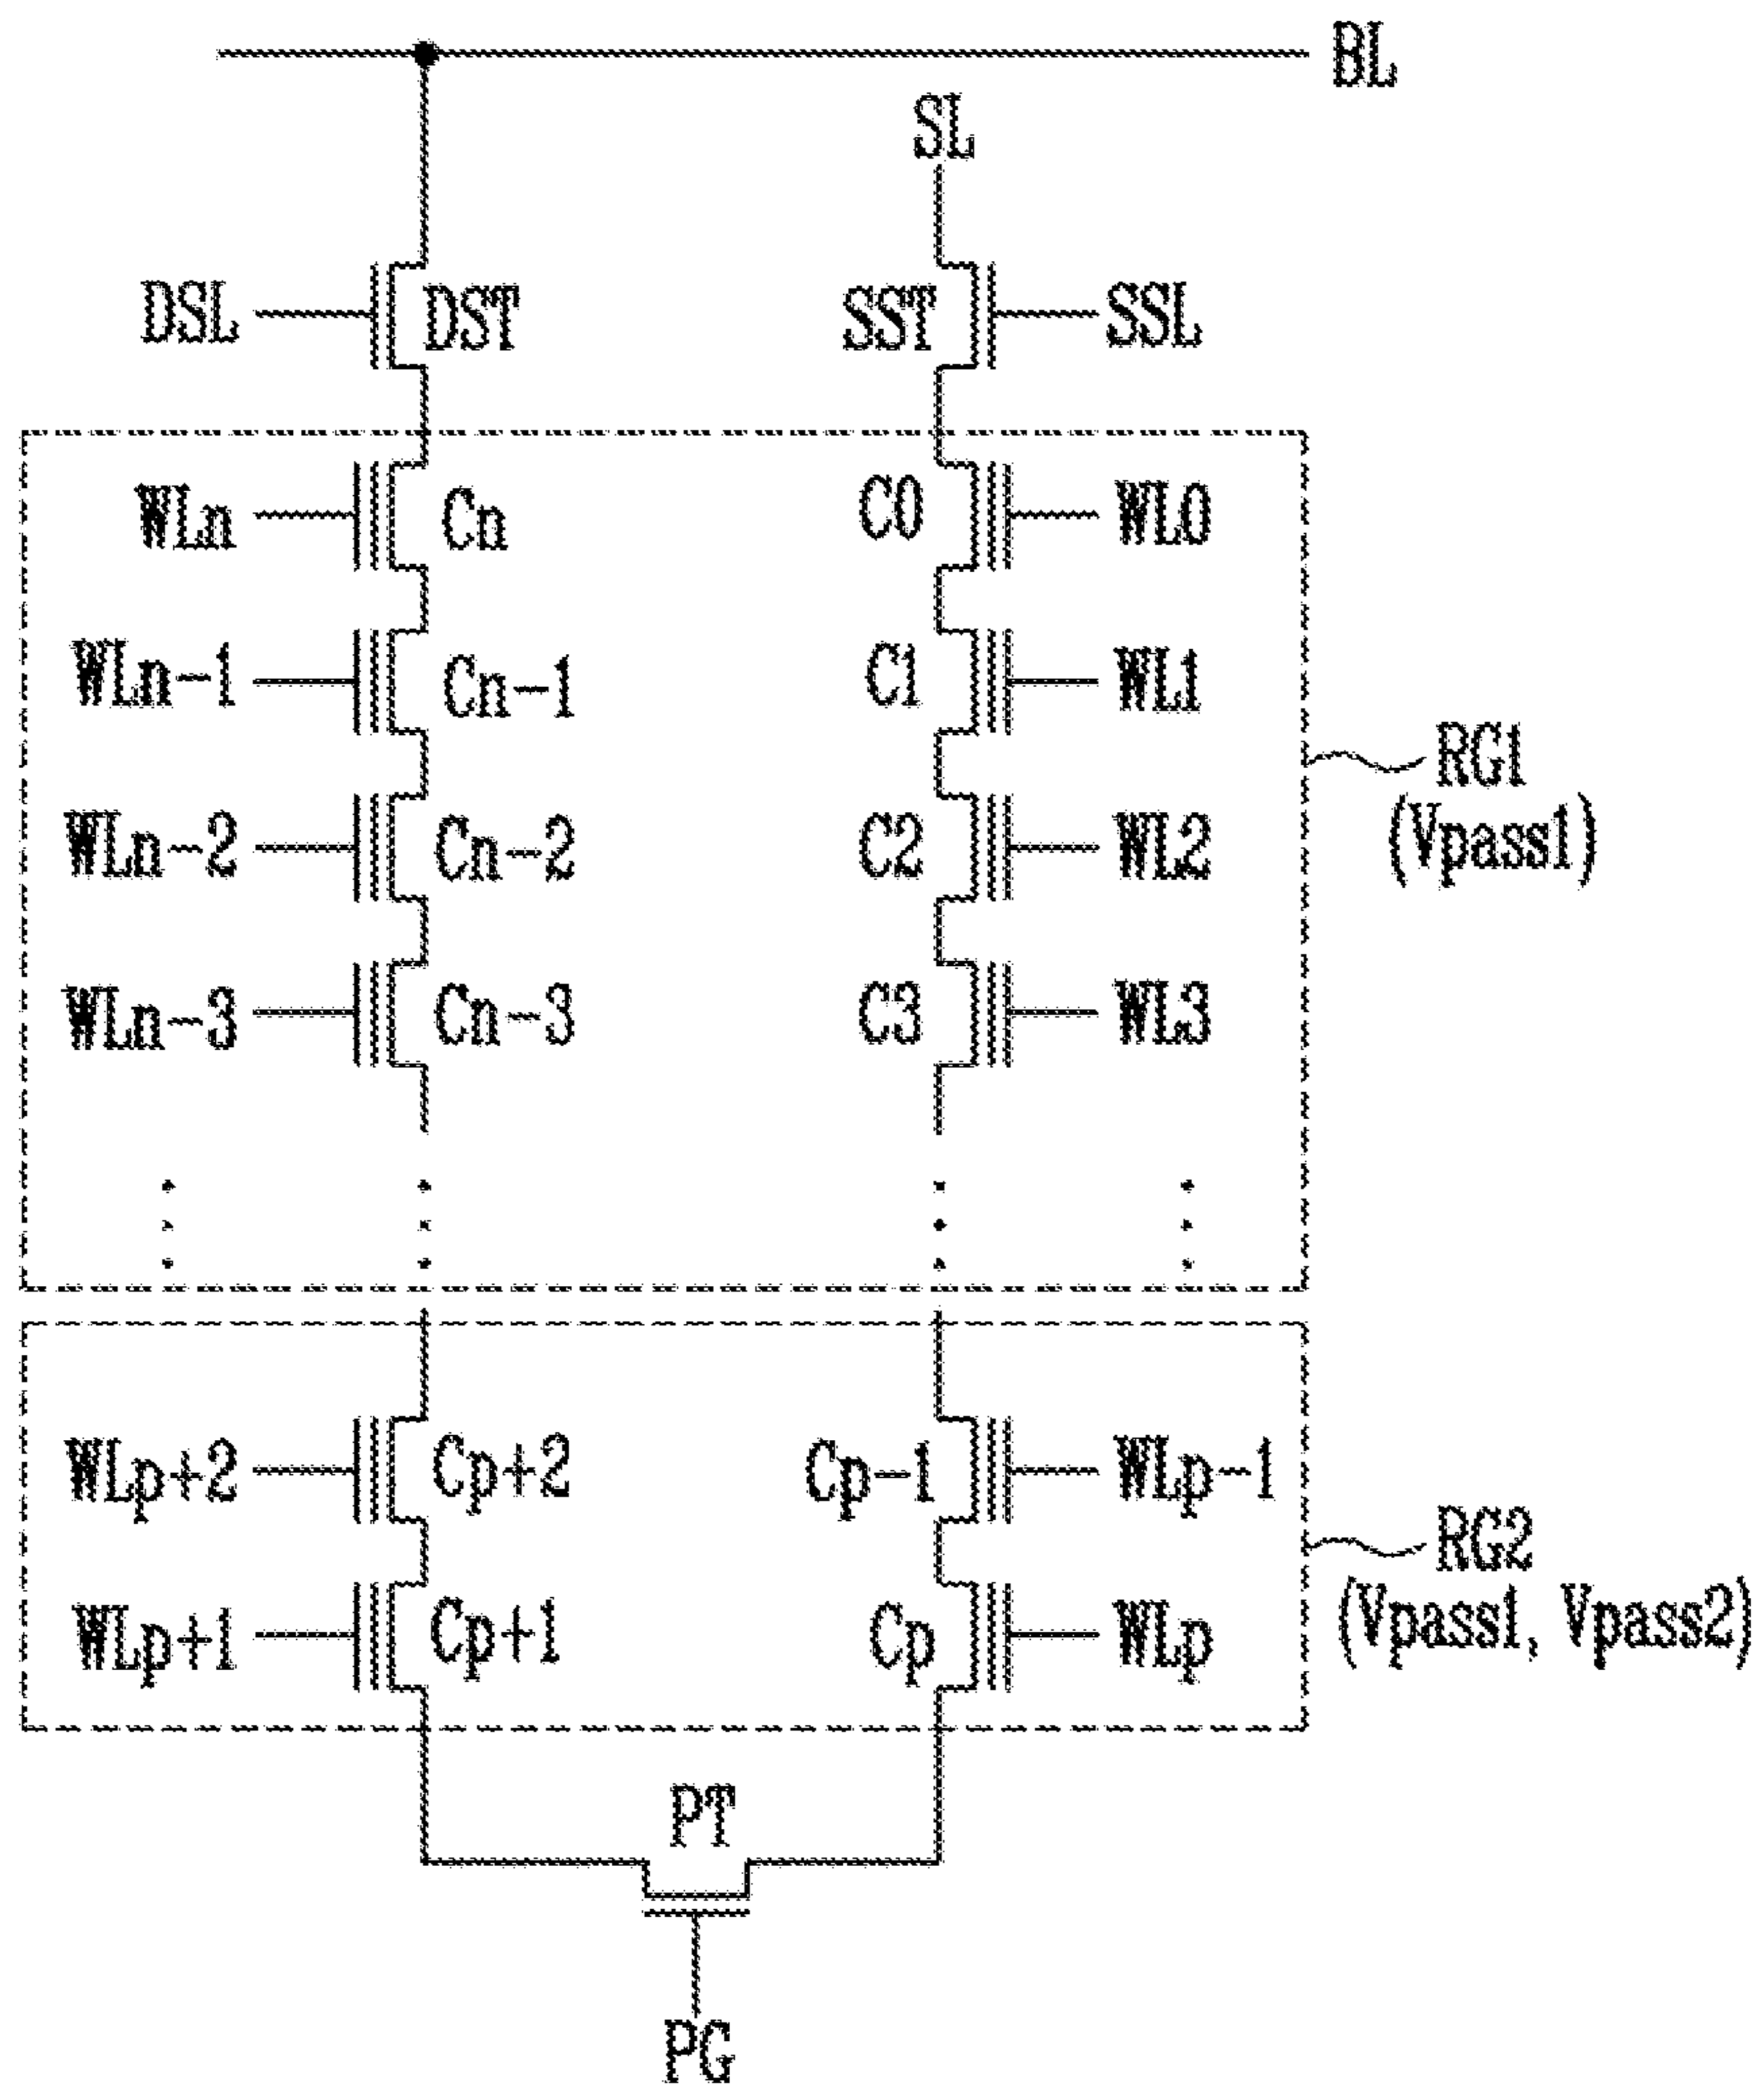 BL
SL
DSL DST SST SSL
WLn Cn C0 WL0
WLn-1 Cn-1 C1 WL1
RG1
WLn-2 Cn-2 C2 WL2 (Vpass1)
WLn-3 Cn-3 C3 WL3
WLp+2 Cp+2 Cp-1 WLp-1
RG2
WLp+1 Cp+1 Cp WLp (Vpass1, Vpass2)
PT
PG